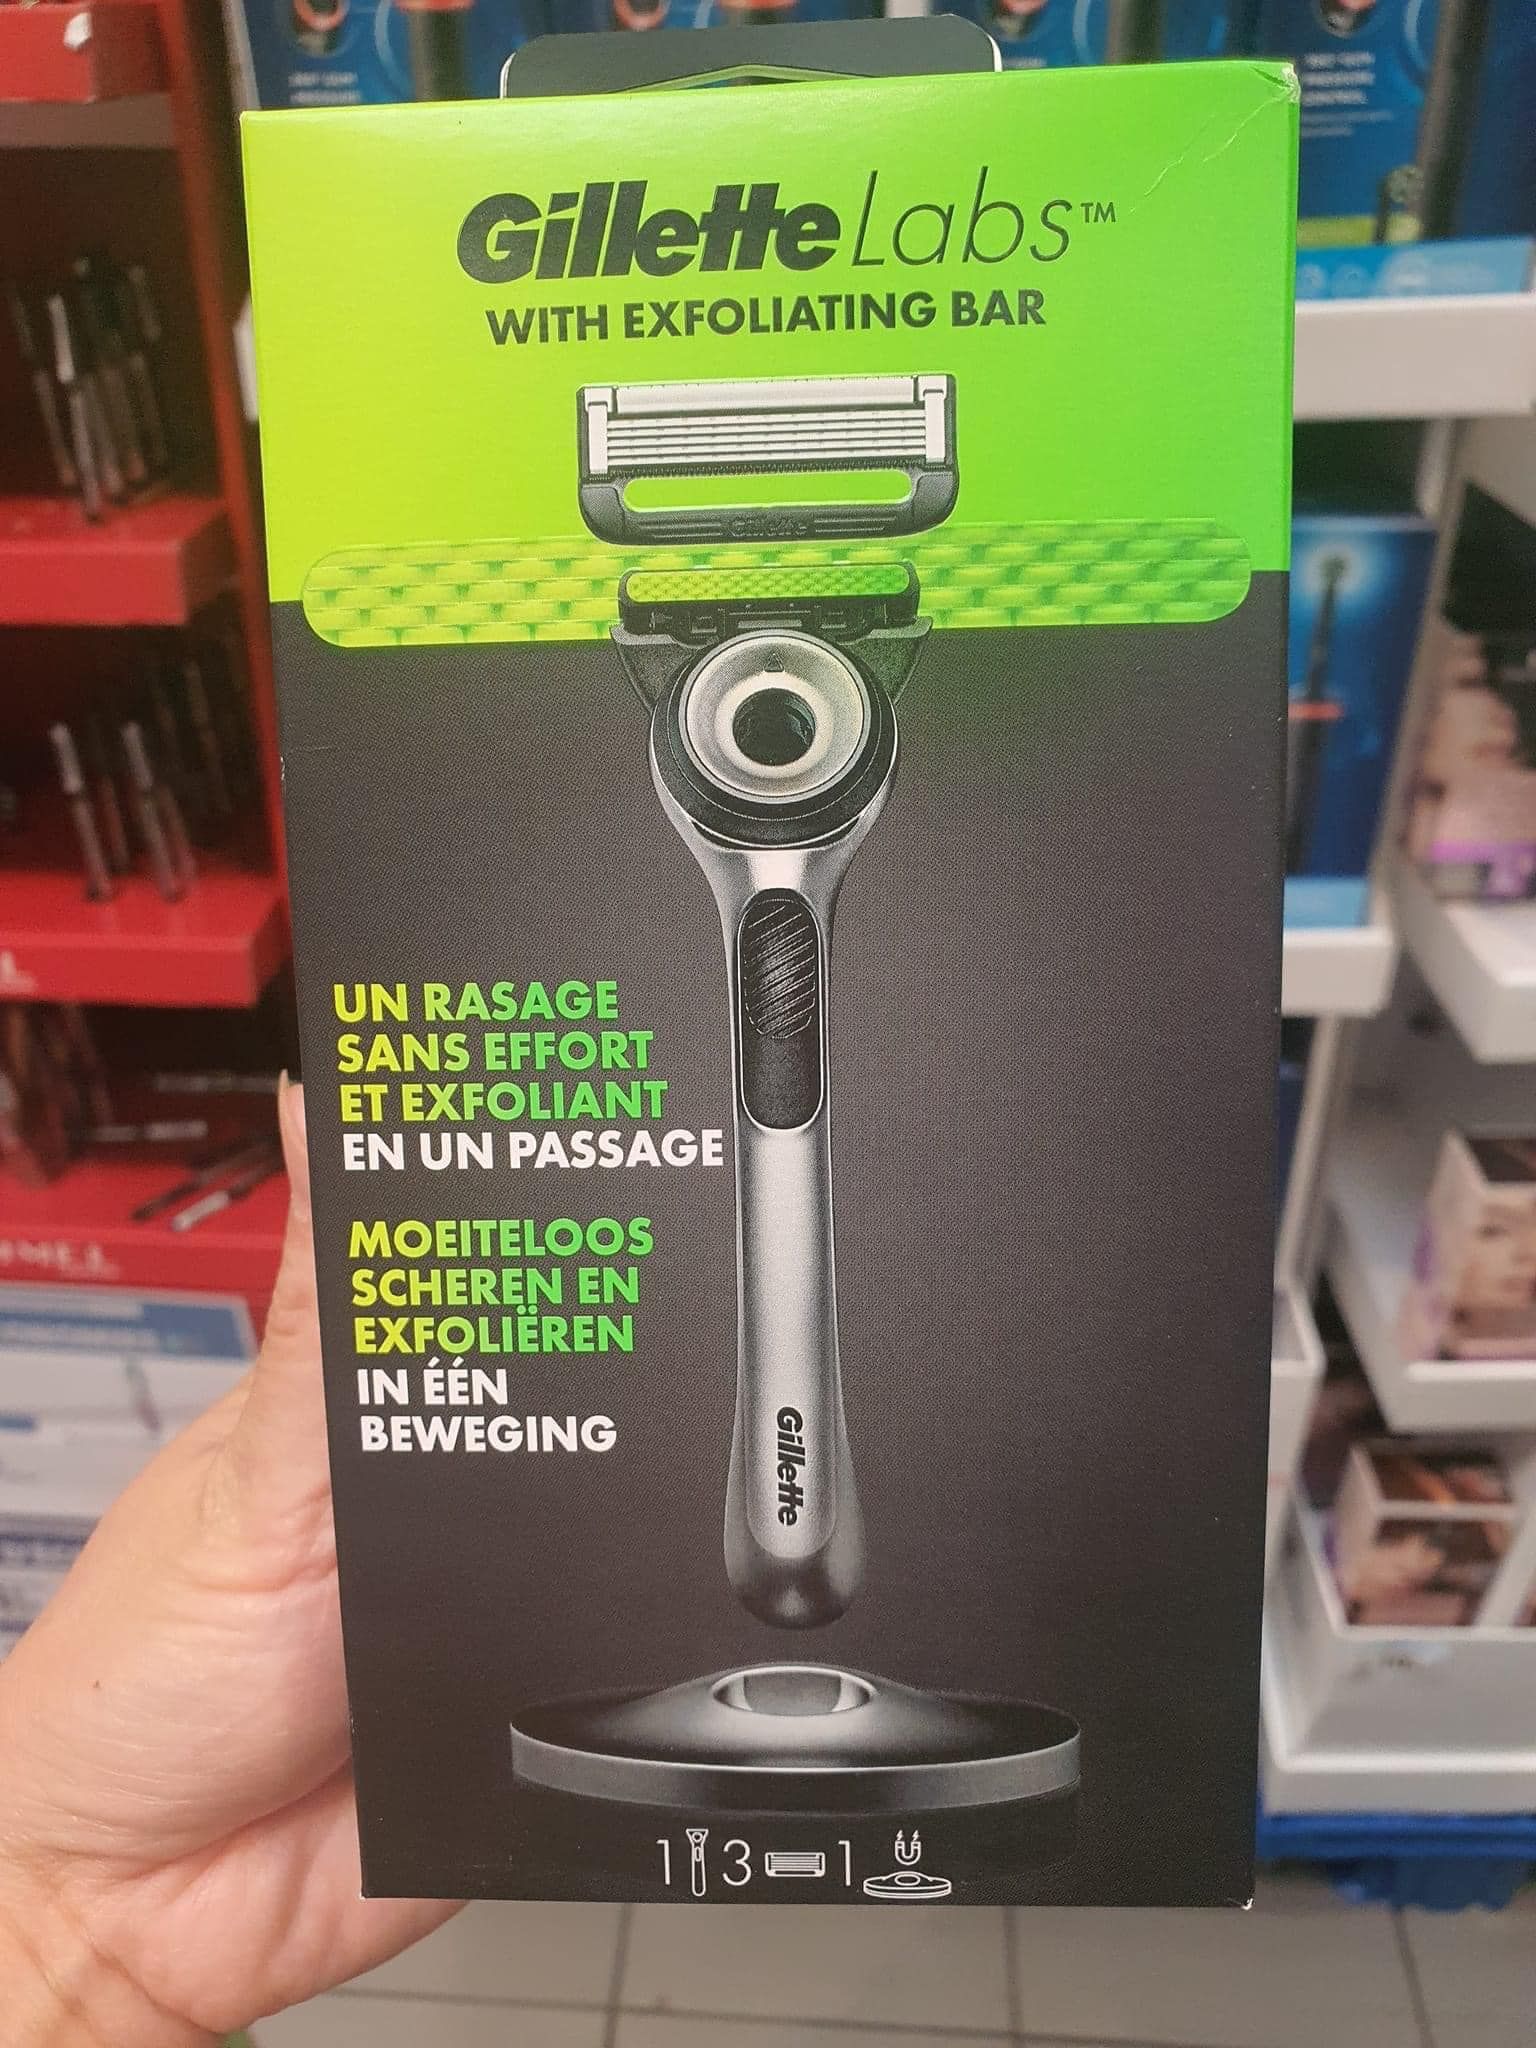 GilletteLabs™
WITH EXFOLIATING BAR
Gillette
UN RASAGE
SANS EFFORT
ET EXFOLIANT
EN UN PASSAGE
MOEITELOOS
SCHEREN EN
EXFOLIËREN
IN ÉÉN
BEWEGING
Gillette
1 3 1